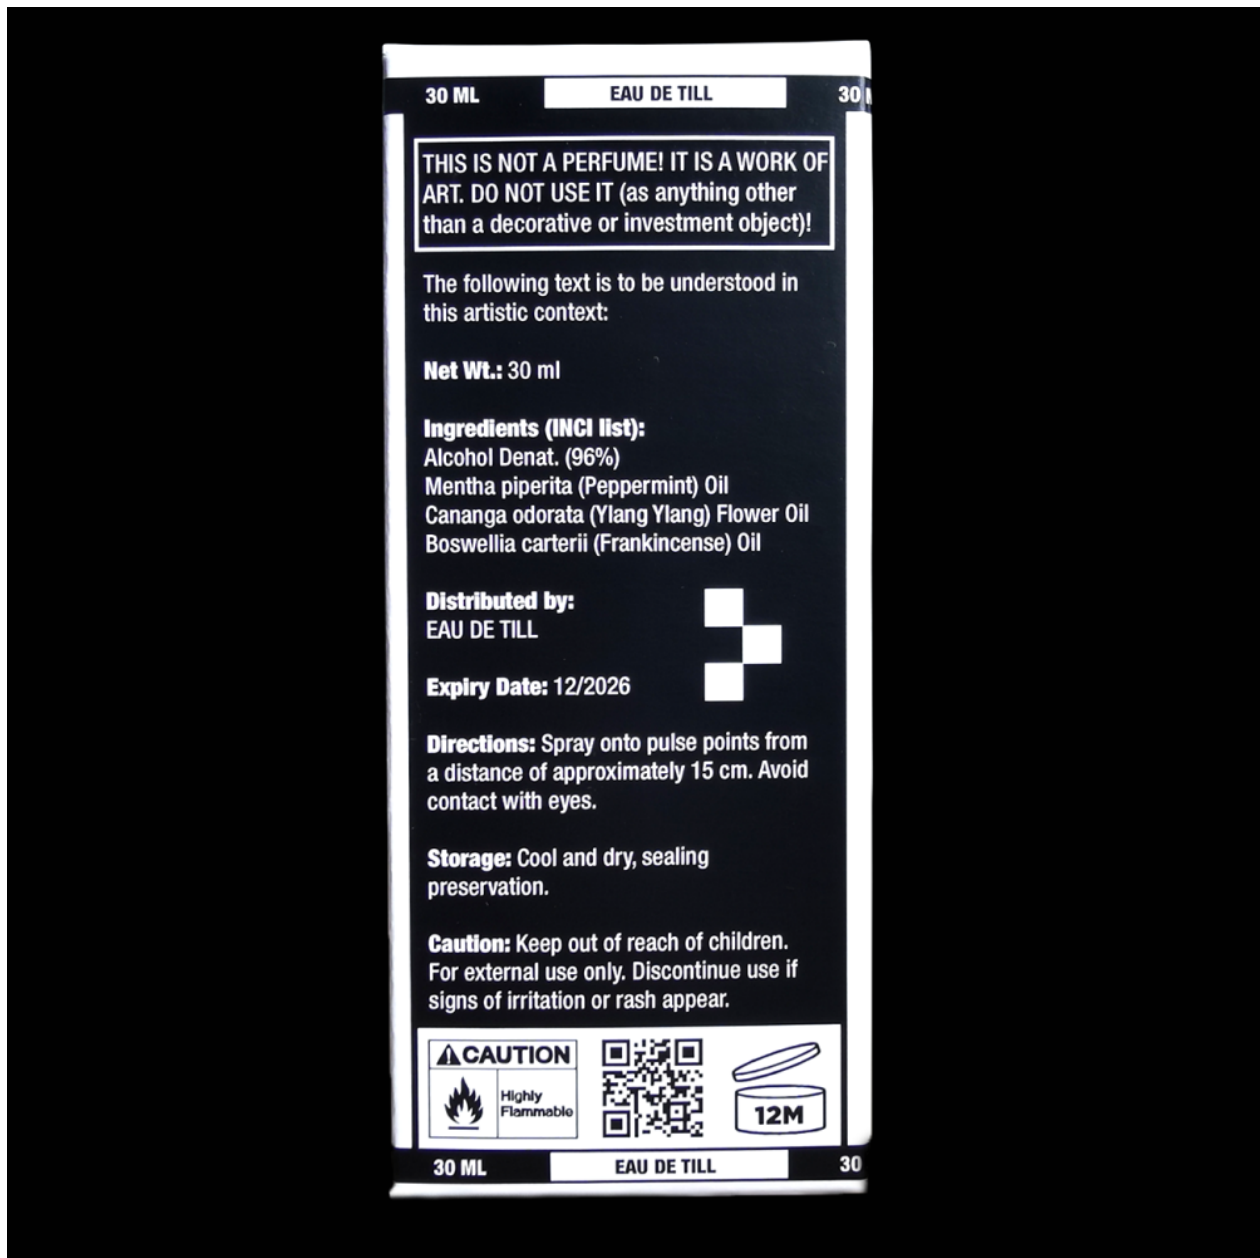 30 ML EAU DE TILL 30
THIS IS NOT A PERFUME! IT IS A WORK OF
ART. DO NOT USE IT (as anything other
than a decorative or investment object)!
The following text is to be understood in
this artistic context:
Net Wt.: 30 ml
Ingredients (INCI list):
Alcohol Denat. (96%)
Mentha piperita (Peppermint) Oil
Cananga odorata (Ylang Ylang) Flower Oil
Boswellia carterii (Frankincense) Oil
Distributed by:
EAU DE TILL
Expiry Date: 12/2026
Directions: Spray onto pulse points from
a distance of approximately 15 cm. Avoid
contact with eyes.
Storage: Cool and dry, sealing
preservation.
Caution: Keep out of reach of children.
For external use only. Discontinue use if
signs of irritation or rash appear.
CAUTION
Highly
Flammable
12M
30 ML EAU DE TILL 30